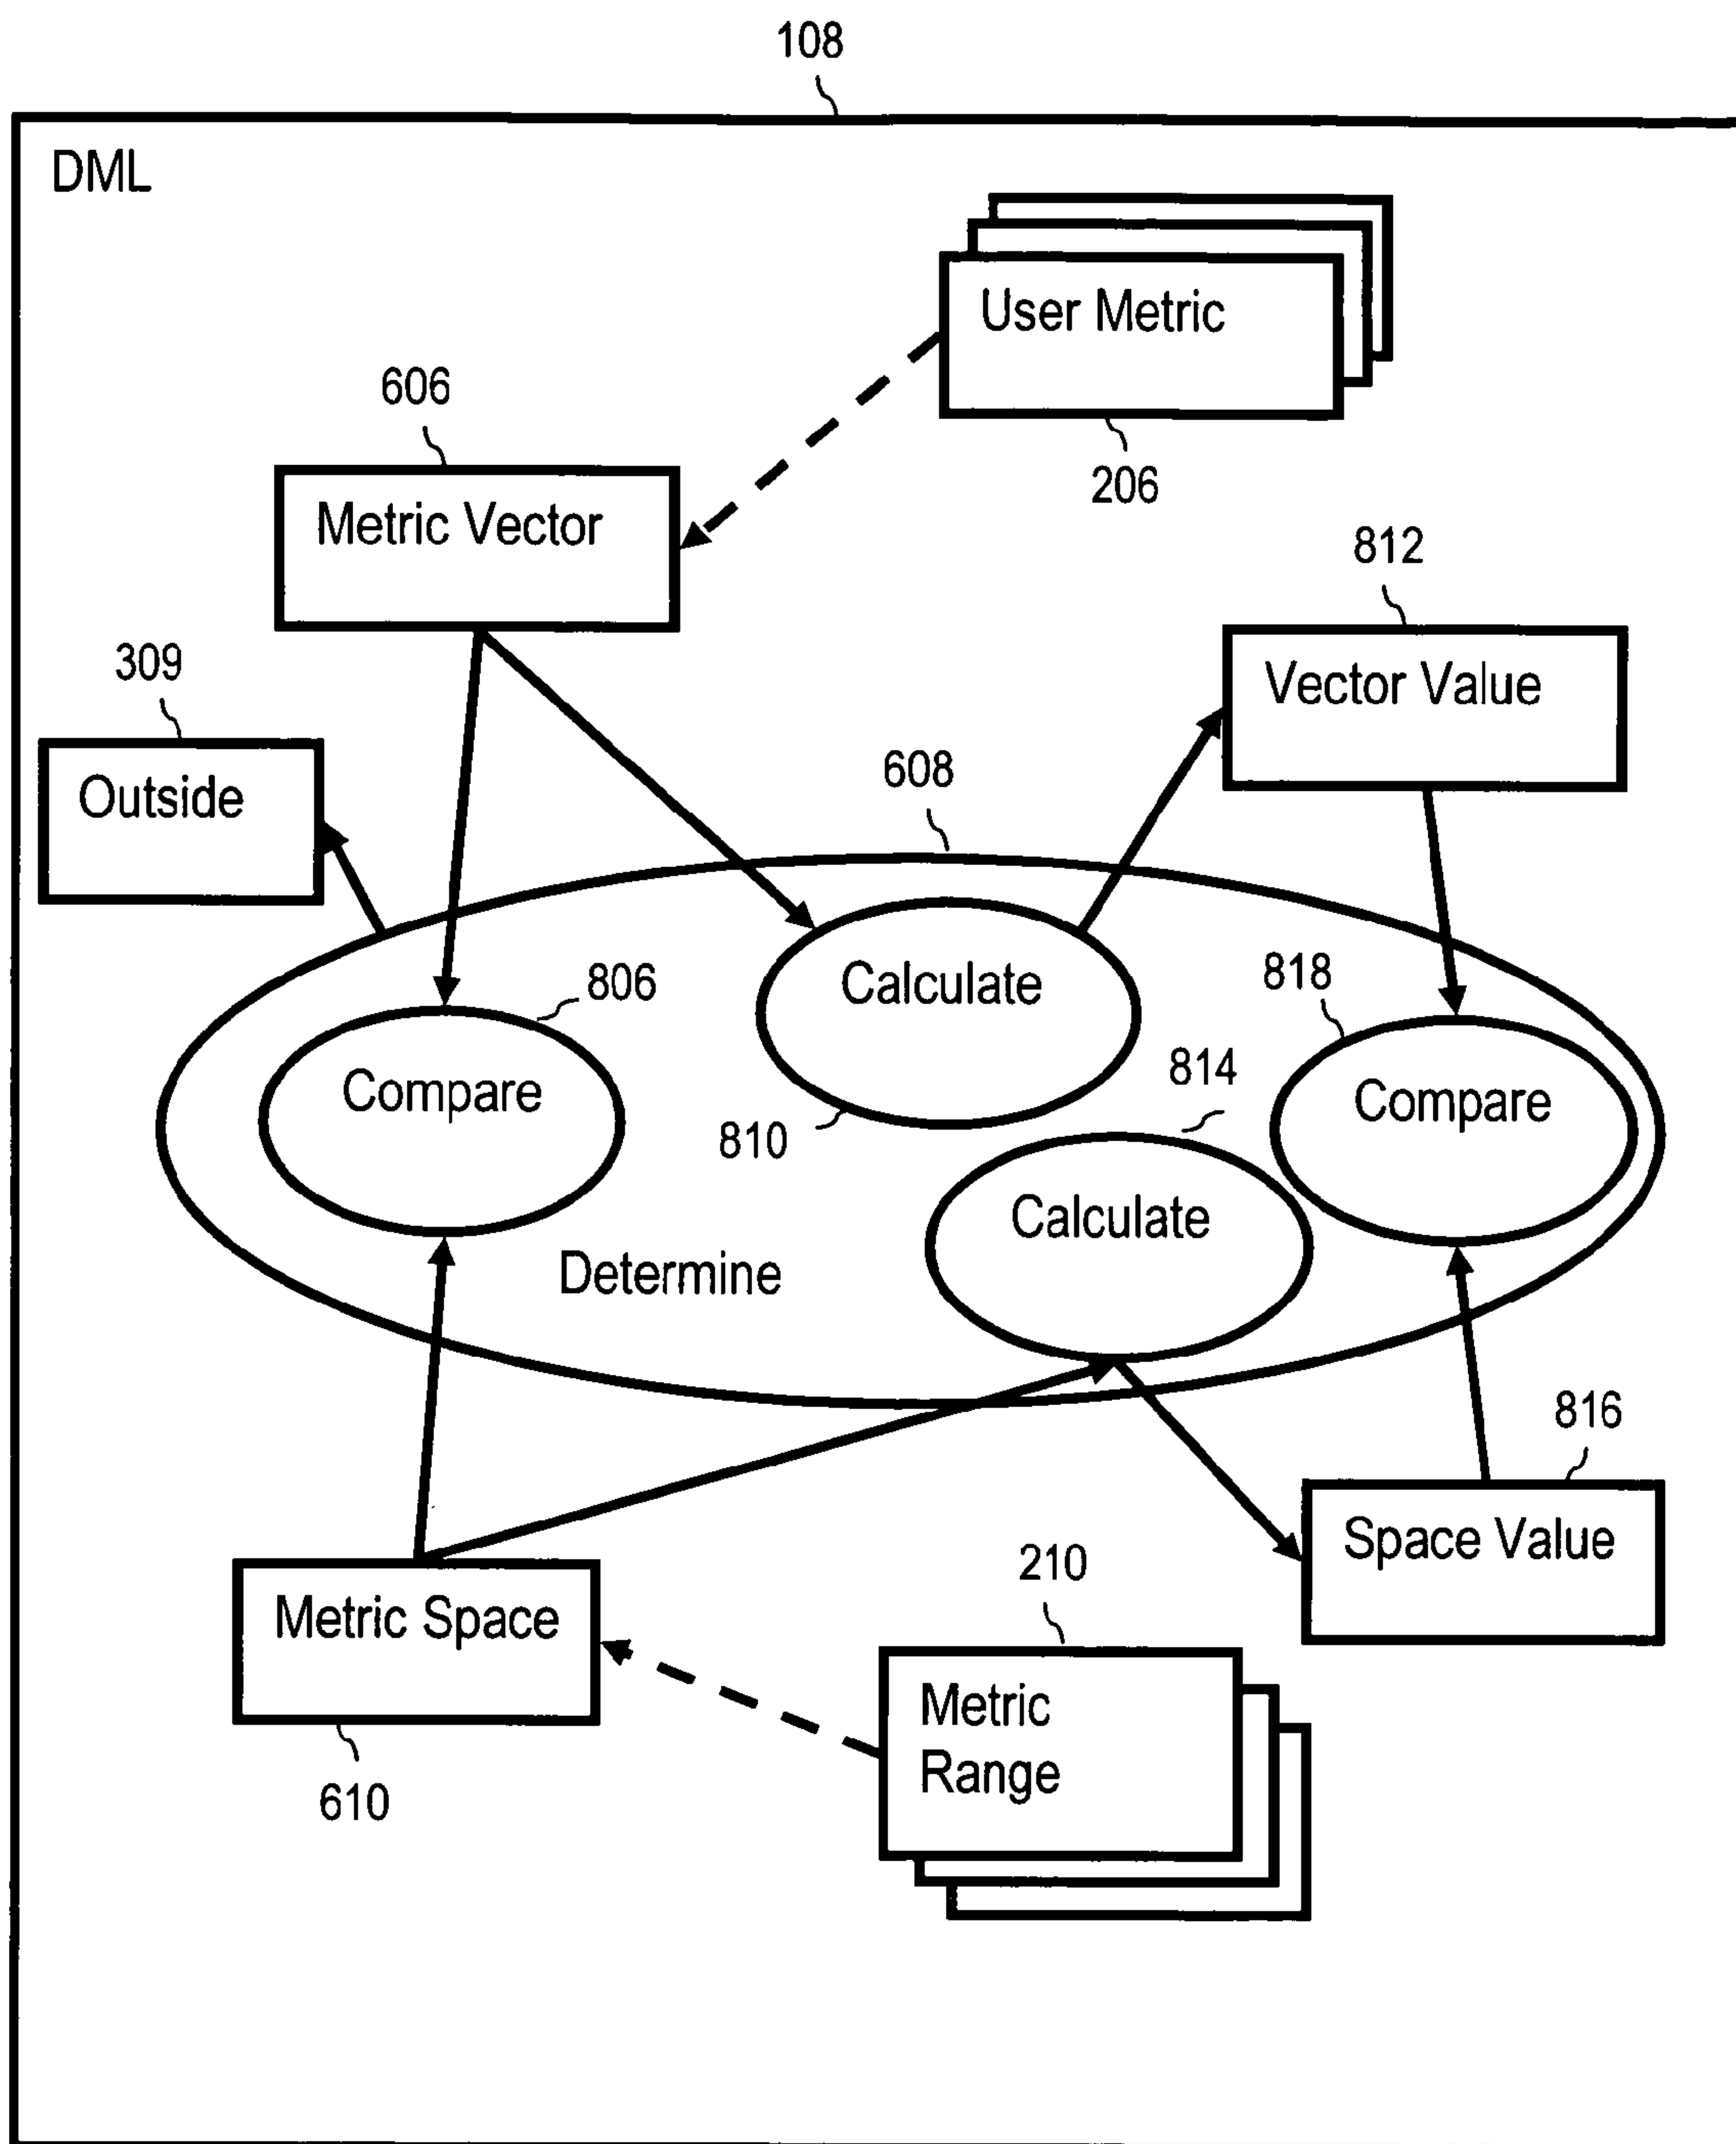 108
DML
User Metric
206
606
Metric Vector
812
Vector Value
309
Outside
608
Calculate
810
806
Compare
818
Compare
814
Calculate
Determine
816
Space Value
Metric Space
610
210
Metric
Range